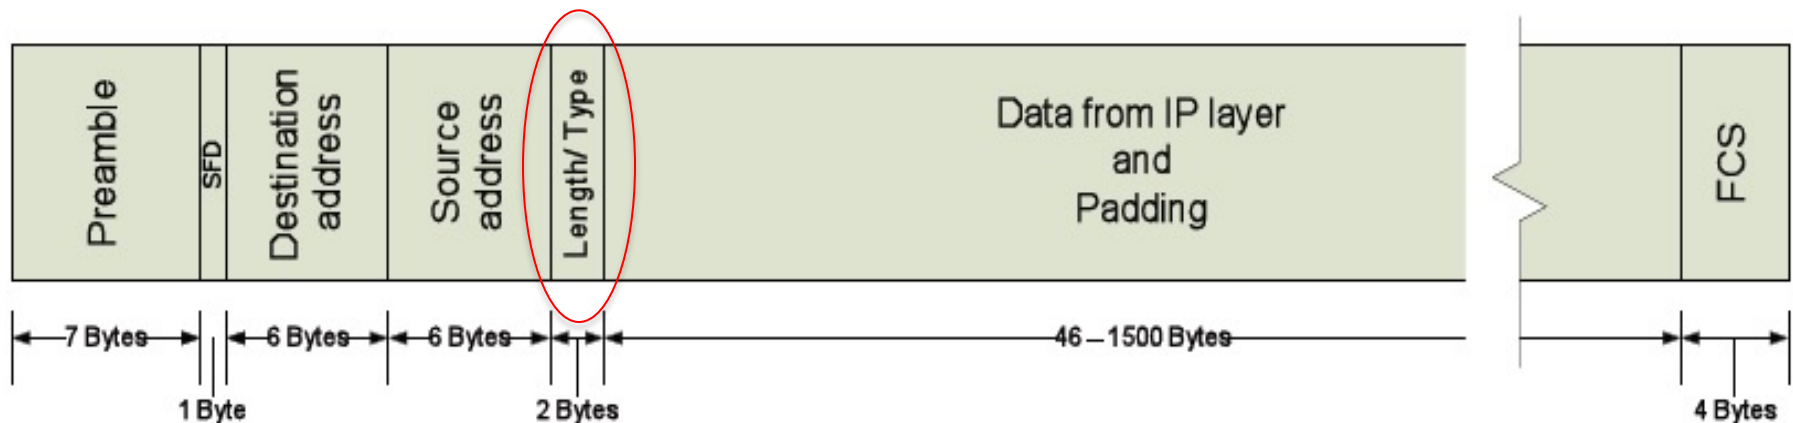 Preamble
SFD
Destination
address
Source
address
Length/ Type
Data from IP layer
and
Padding
FCS
7 Bytes
6 Bytes
6 Bytes
46 – 1500 Bytes
1 Byte
2 Bytes
4 Bytes